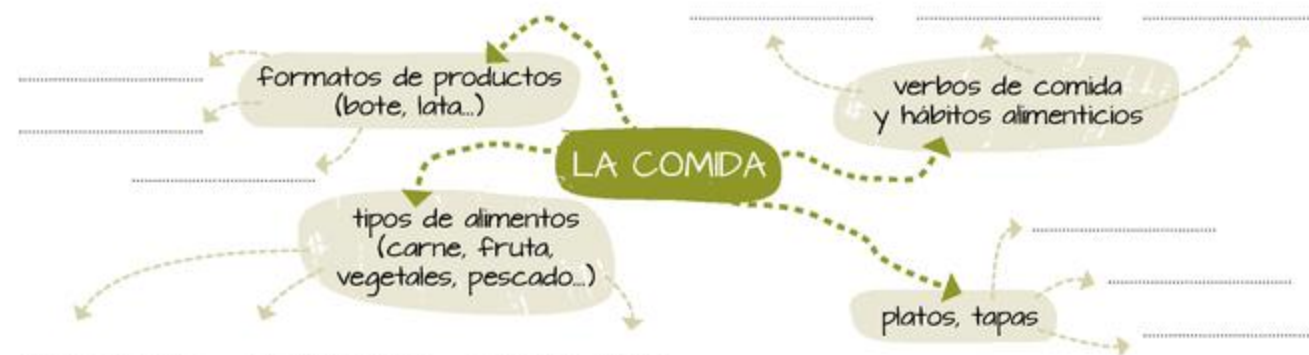 formatos de productos
(bote, lata...)
verbos de comida
y hábitos alimenticios
LA COMIDA
tipos de alimentos
(carne, fruta,
vegetales, pescado...)
platos, tapas